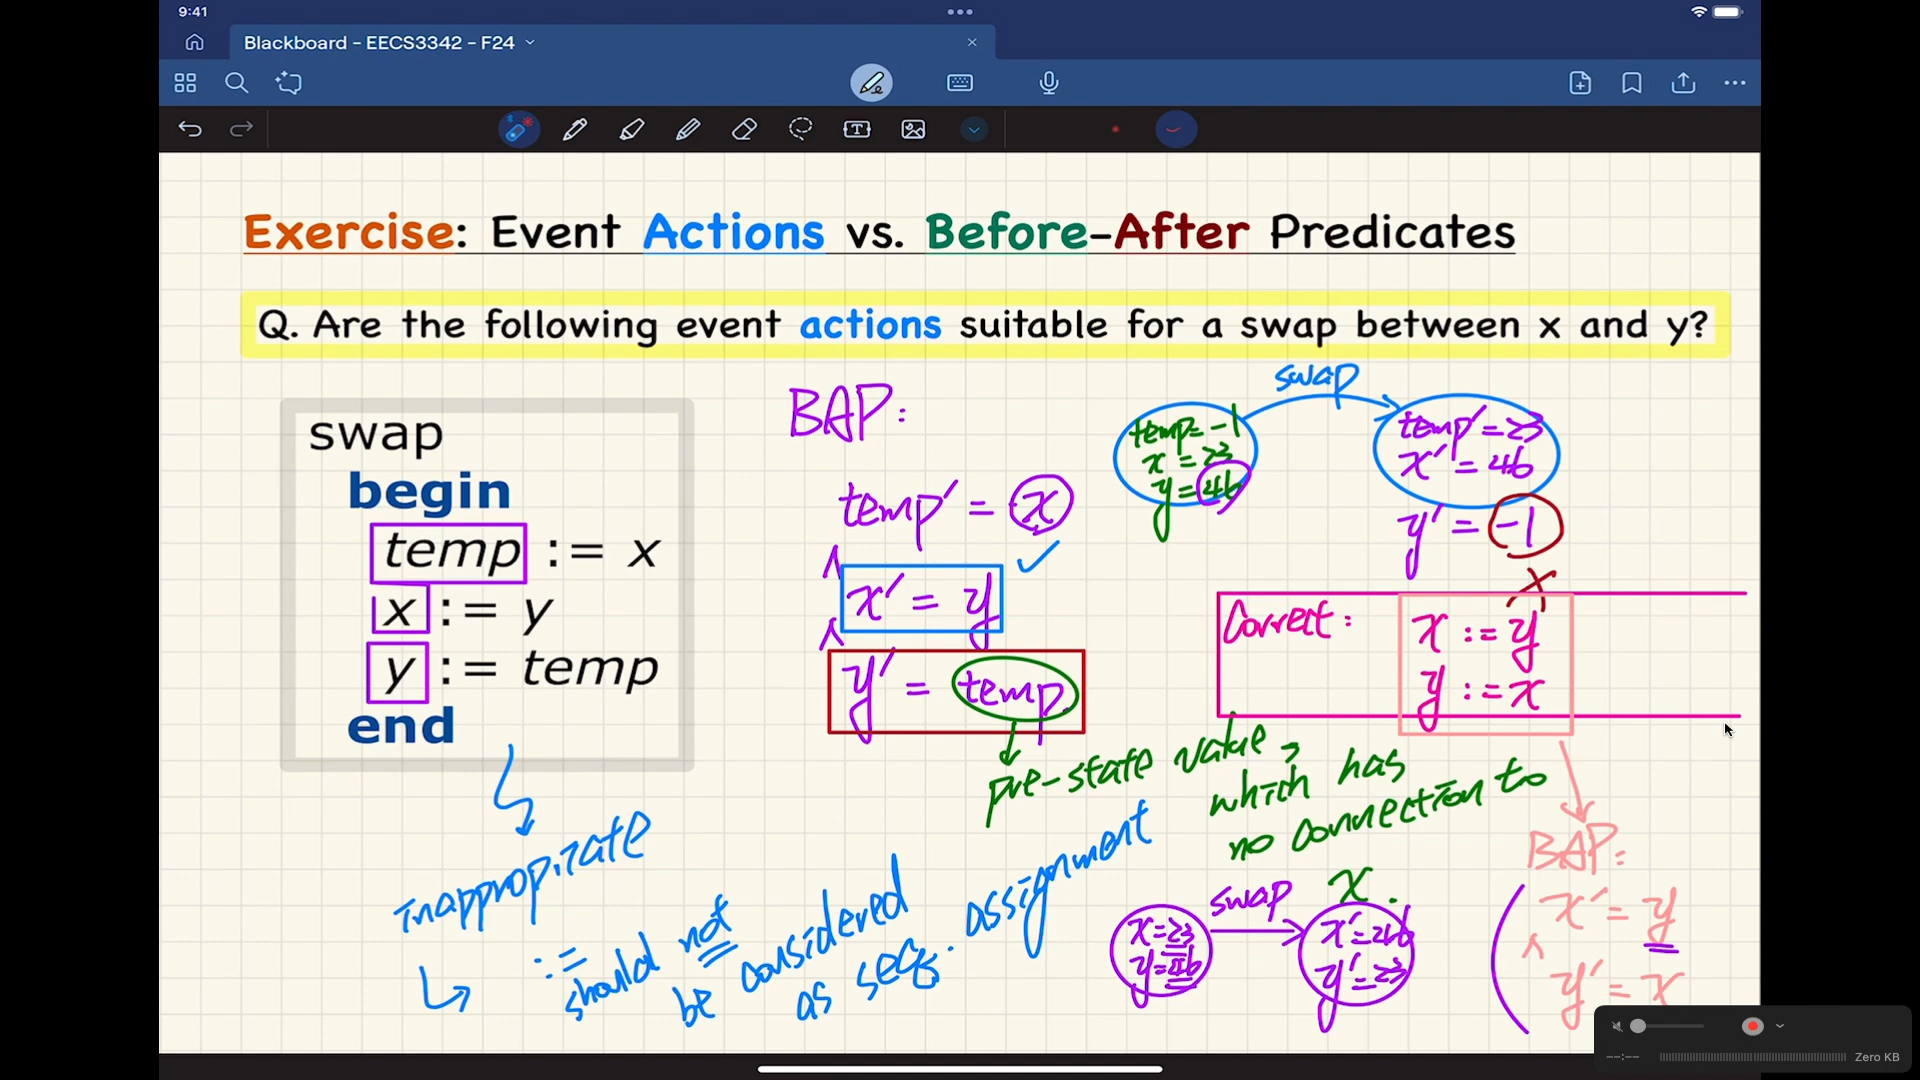 9:41
Blackboard - EECS3342 - F24
Exercise: Event Actions vs. Before-After Predicates
Q. Are the following event actions suitable for a swap between x and y?
swap
begin
temp := x
x := y
y := temp
end
BAP:
temp' = x
∧
x' = y
∧
y' = temp
pre-state value,
which has
no connection to
x.
swap
temp = -1
x = 23
y = 46
temp' = 23
x' = 46
y' = -1
Correct:
x := y
y := x
BAP:
x' = y
∧
y' = x
swap
x=23
y=46
x'=46
y'=23
inappropriate
:=
should not
be considered
as seq. assignment
--:--
Zero KB